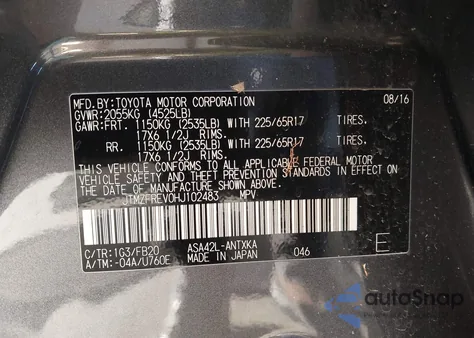 MFD.BY:TOYOTA MOTOR CORPORATION 08/16
GVWR:2055KG (4525LB)
GAWR:FRT. 1150KG (2535LB) WITH 225/65R17 TIRES,
17X6 1/2J RIMS.
RR. 1150KG (2535LB) WITH 225/65R17 TIRES,
17X6 1/2J RIMS.
THIS VEHICLE CONFORMS TO ALL APPLICABLE FEDERAL MOTOR
VEHICLE SAFETY AND THEFT PREVENTION STANDARDS IN EFFECT ON
THE DATE OF MANUFACTURE SHOWN ABOVE.
JTMZFREV0HJ102483 MPV
C/TR:1G3/FB20 ASA42L-ANTXKA E
A/TM:-04A/U760E MADE IN JAPAN 046
autoSnap